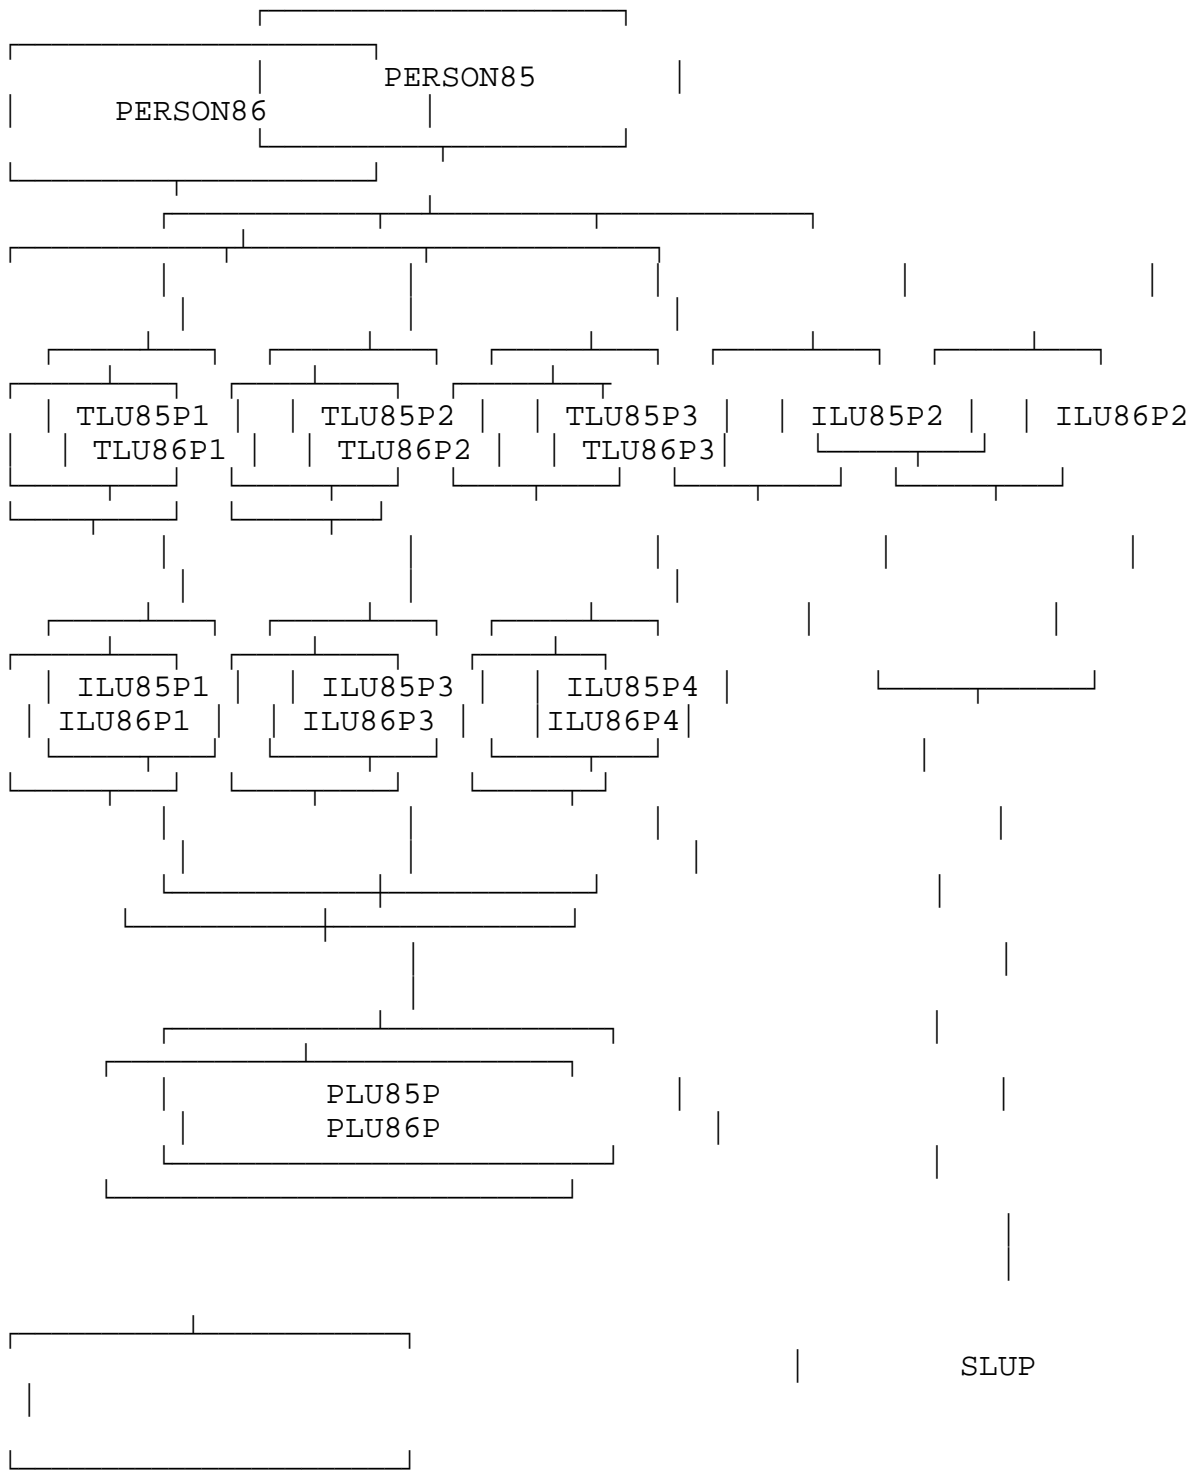 PERSON85
PERSON86
TLU85P1 TLU85P2 TLU85P3 ILU85P2 ILU86P2
TLU86P1 TLU86P2 TLU86P3
ILU85P1 ILU85P3 ILU85P4
ILU86P1 ILU86P3 ILU86P4
PLU85P
PLU86P
SLUP